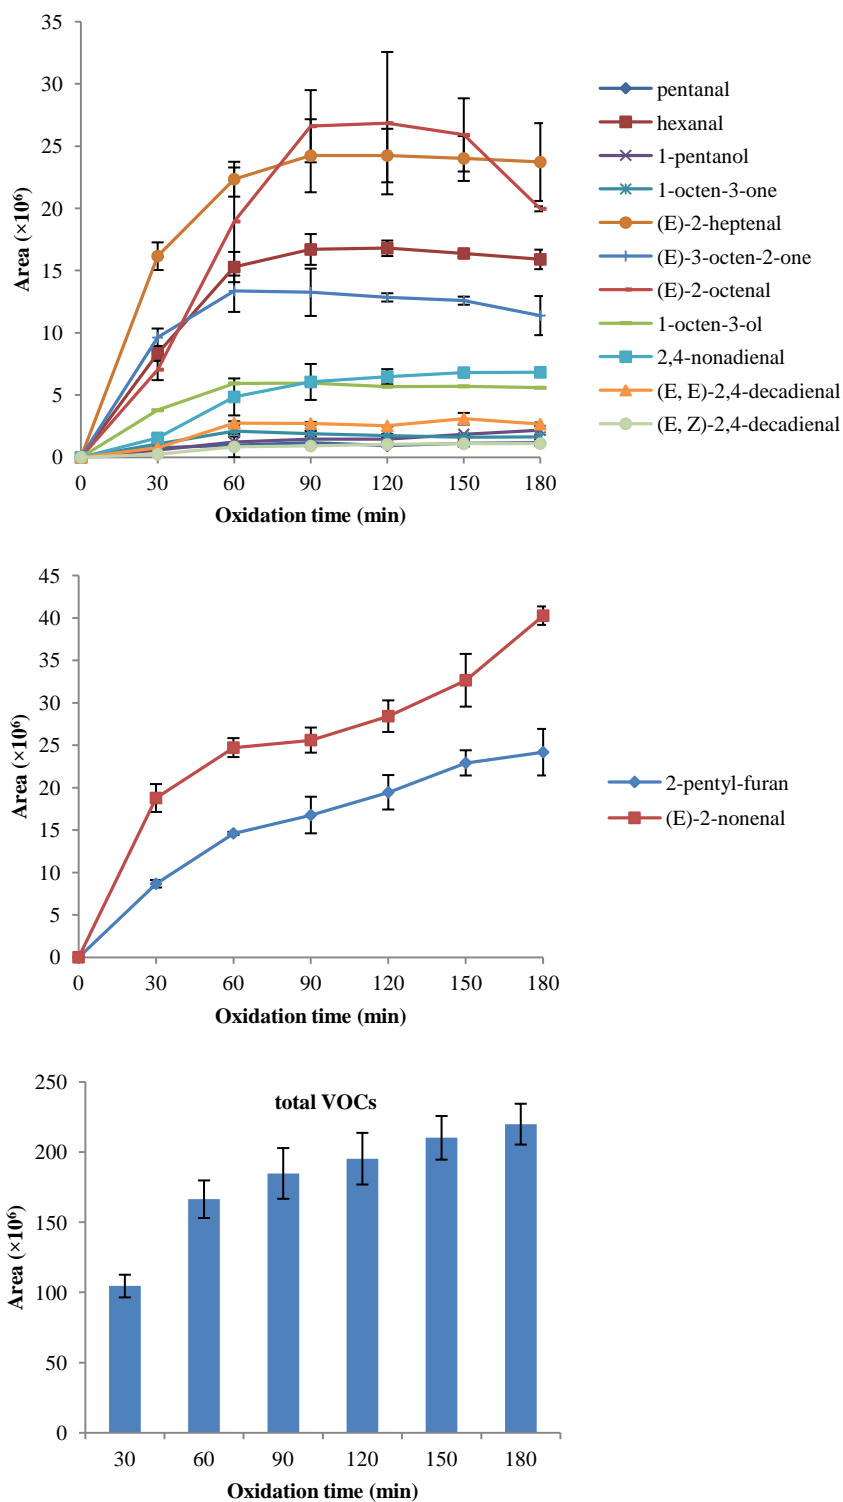 35
30
25
20
15
10
5
0
Area (×10⁶)
0 30 60 90 120 150 180
Oxidation time (min)
pentanal
hexanal
1-pentanol
1-octen-3-one
(E)-2-heptenal
(E)-3-octen-2-one
(E)-2-octenal
1-octen-3-ol
2,4-nonadienal
(E, E)-2,4-decadienal
(E, Z)-2,4-decadienal
45
40
35
30
25
20
15
10
5
0
Area (×10⁶)
0 30 60 90 120 150 180
Oxidation time (min)
2-pentyl-furan
(E)-2-nonenal
total VOCs
250
200
150
100
50
0
Area (×10⁶)
30 60 90 120 150 180
Oxidation time (min)